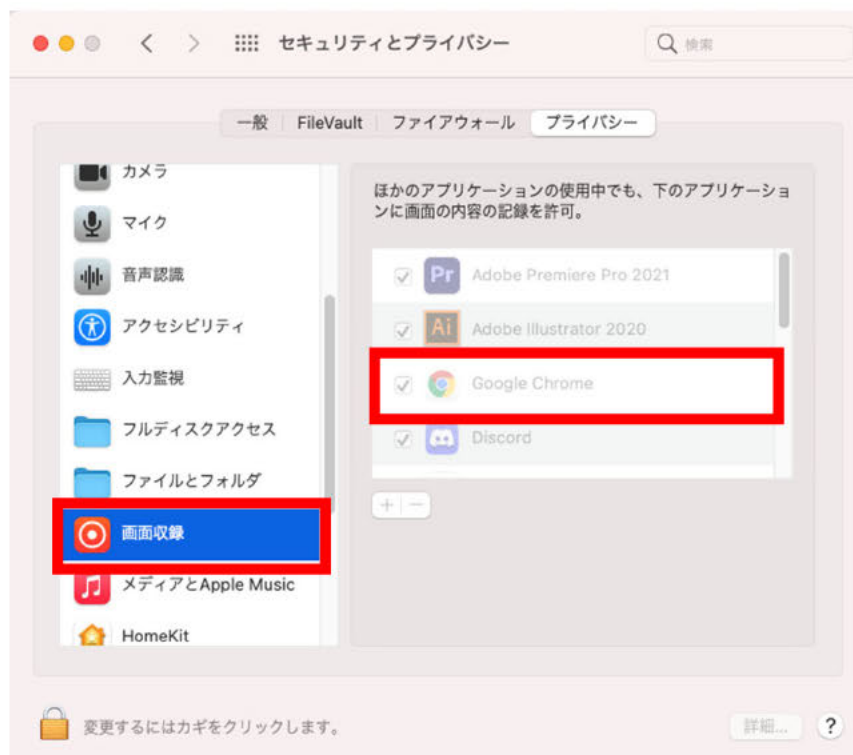 セキュリティとプライバシー
検索
一般
FileVault
ファイアウォール
プライバシー
カメラ
マイク
音声認識
アクセシビリティ
入力監視
フルディスクアクセス
ファイルとフォルダ
画面収録
メディアとApple Music
HomeKit
ほかのアプリケーションの使用中でも、下のアプリケーショ
ンに画面の内容の記録を許可。
Pr Adobe Premiere Pro 2021
Ai Adobe Illustrator 2020
Google Chrome
Discord
変更するにはカギをクリックします。
詳細...
?